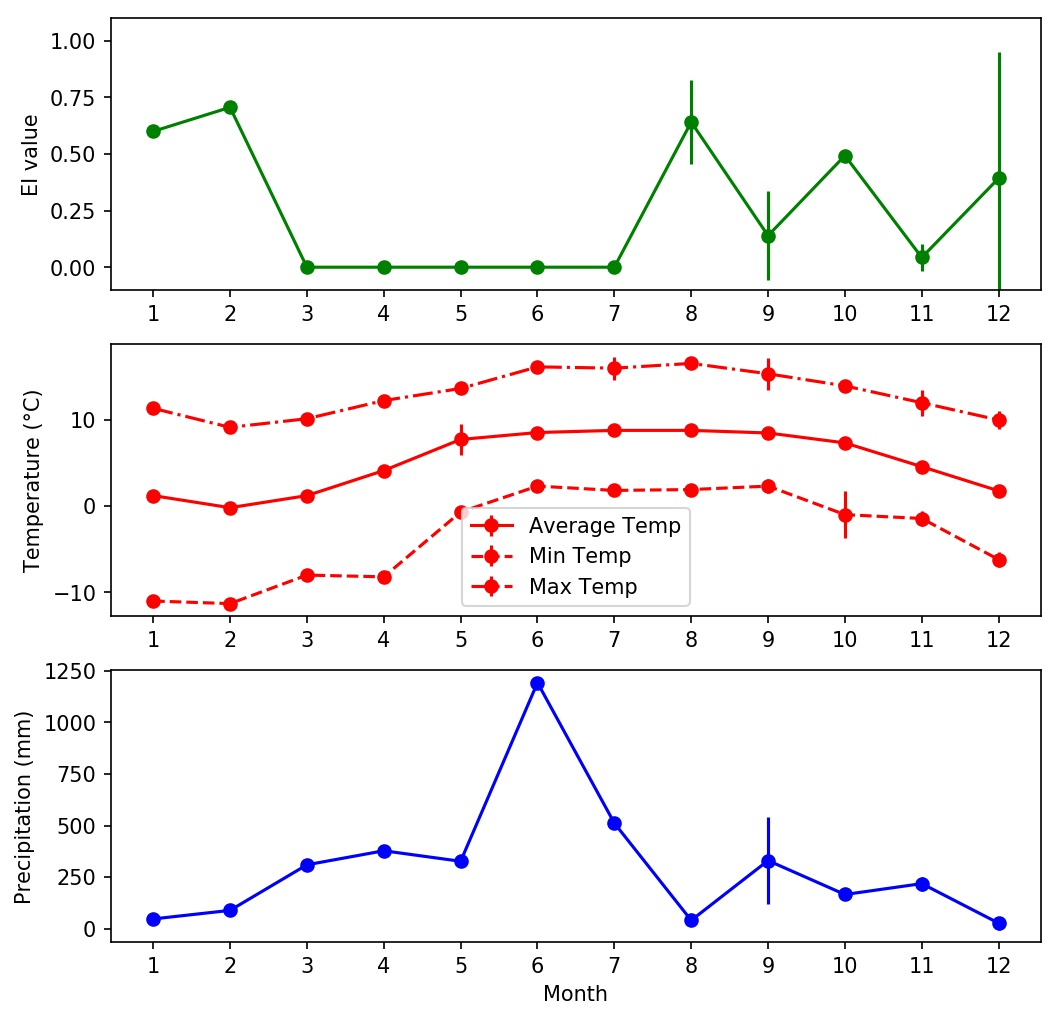 EI value
1.00
0.75
0.50
0.25
0.00
1 2 3 4 5 6 7 8 9 10 11 12
Temperature (°C)
10
0
−10
Average Temp
Min Temp
Max Temp
1 2 3 4 5 6 7 8 9 10 11 12
Precipitation (mm)
1250
1000
750
500
250
0
1 2 3 4 5 6 7 8 9 10 11 12
Month